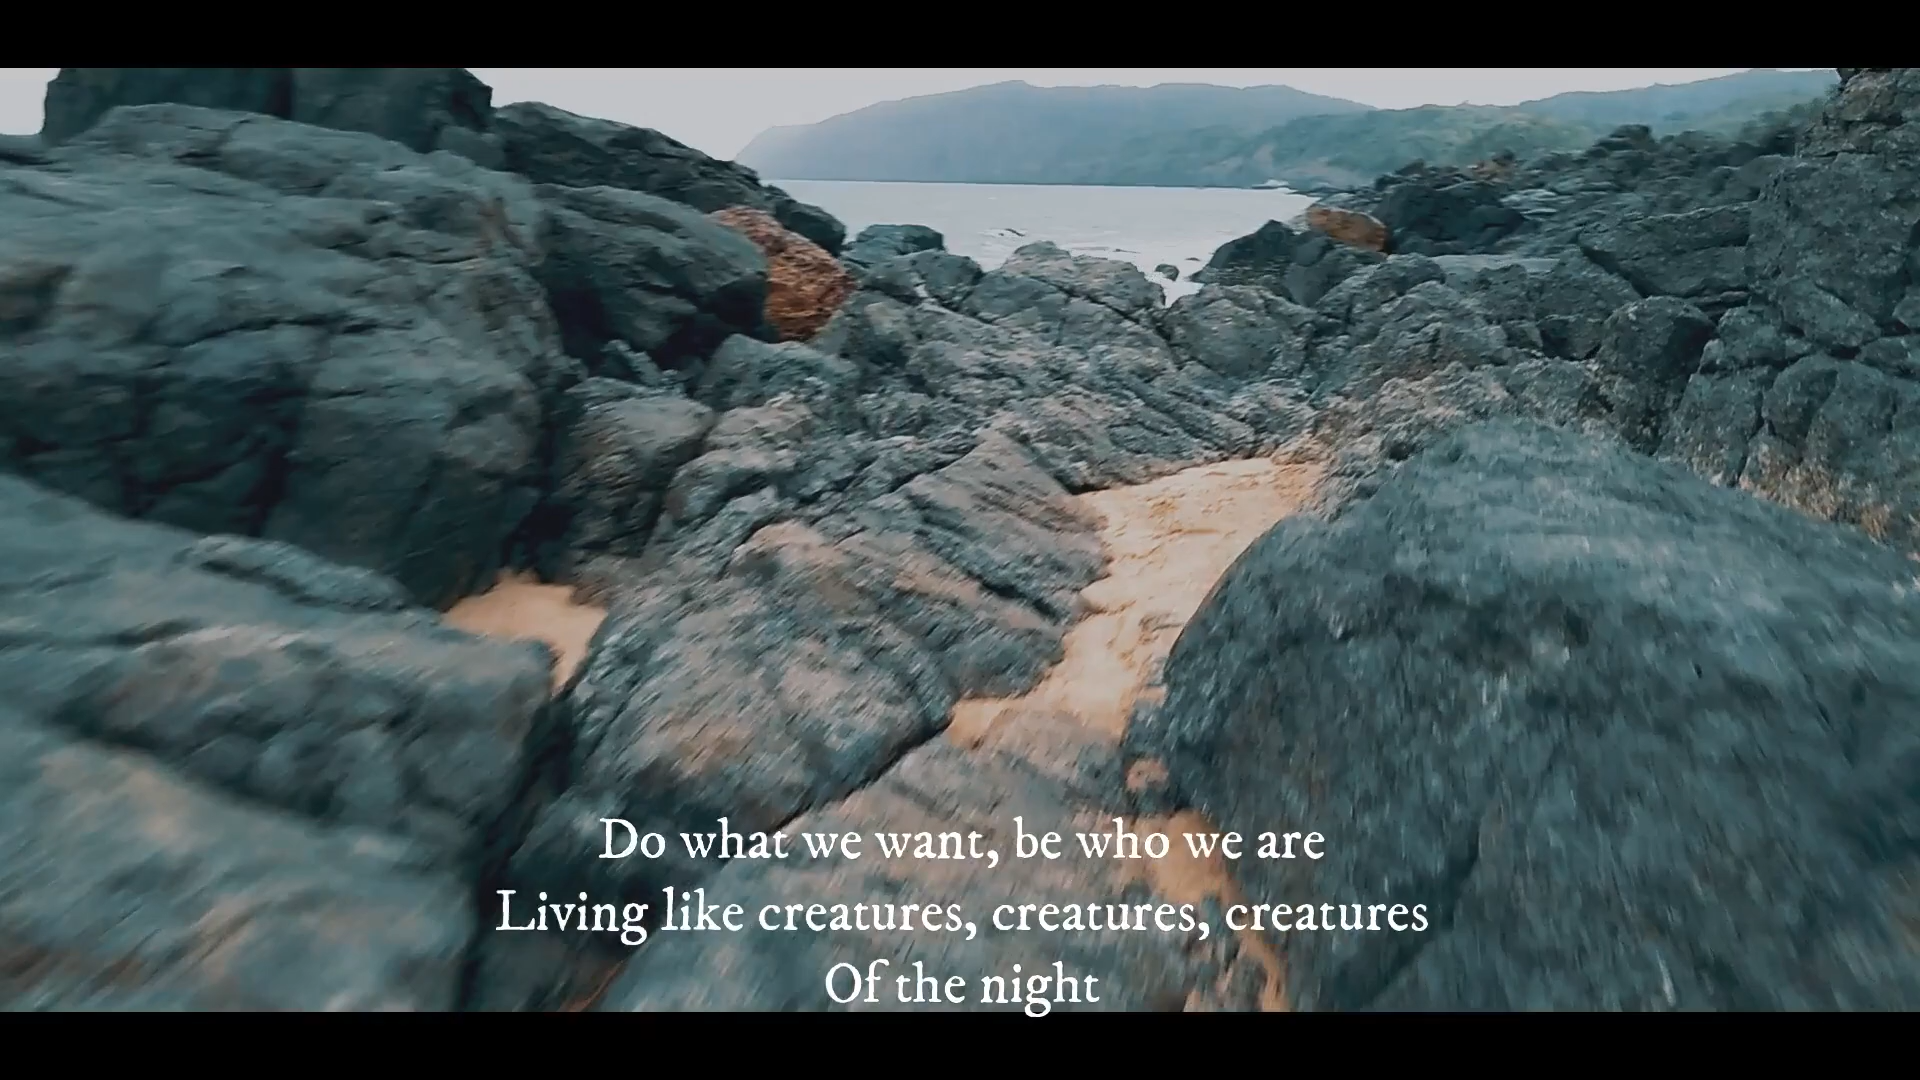 Do what we want, be who we are
Living like creatures, creatures, creatures
Of the night